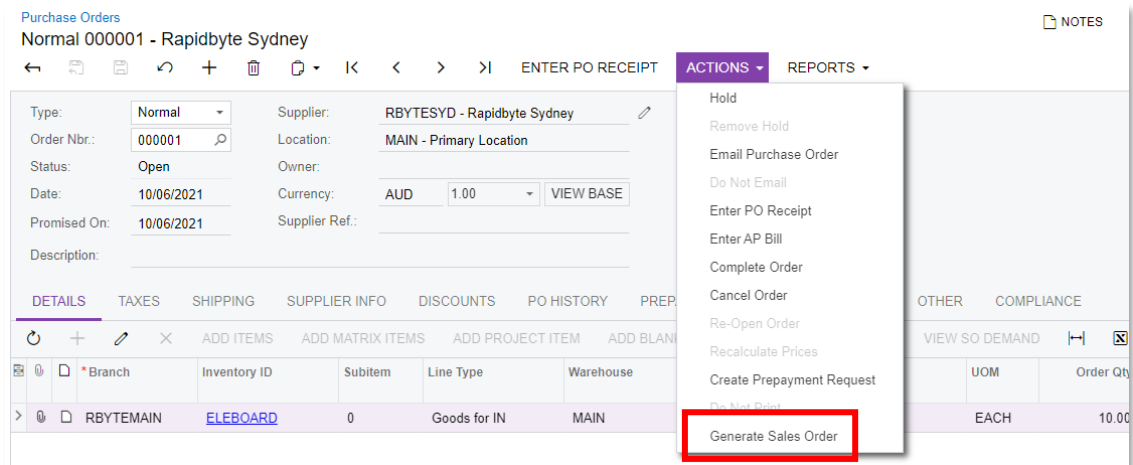 Purchase Orders
NOTES
Normal 000001 - Rapidbyte Sydney
ENTER PO RECEIPT ACTIONS REPORTS
Type: Normal Supplier: RBYTESYD - Rapidbyte Sydney
Order Nbr.: 000001 Location: MAIN - Primary Location
Status: Open Owner:
Date: 10/06/2021 Currency: AUD 1.00 VIEW BASE
Promised On: 10/06/2021 Supplier Ref.:
Description:
Hold
Remove Hold
Email Purchase Order
Do Not Email
Enter PO Receipt
Enter AP Bill
Complete Order
Cancel Order
Re-Open Order
Recalculate Prices
Create Prepayment Request
Do Not Print
Generate Sales Order
DETAILS TAXES SHIPPING SUPPLIER INFO DISCOUNTS PO HISTORY PREP OTHER COMPLIANCE
ADD ITEMS ADD MATRIX ITEMS ADD PROJECT ITEM ADD BLAN VIEW SO DEMAND
*Branch Inventory ID Subitem Line Type Warehouse UOM Order Qty
RBYTEMAIN ELEBOARD 0 Goods for IN MAIN EACH 10.00